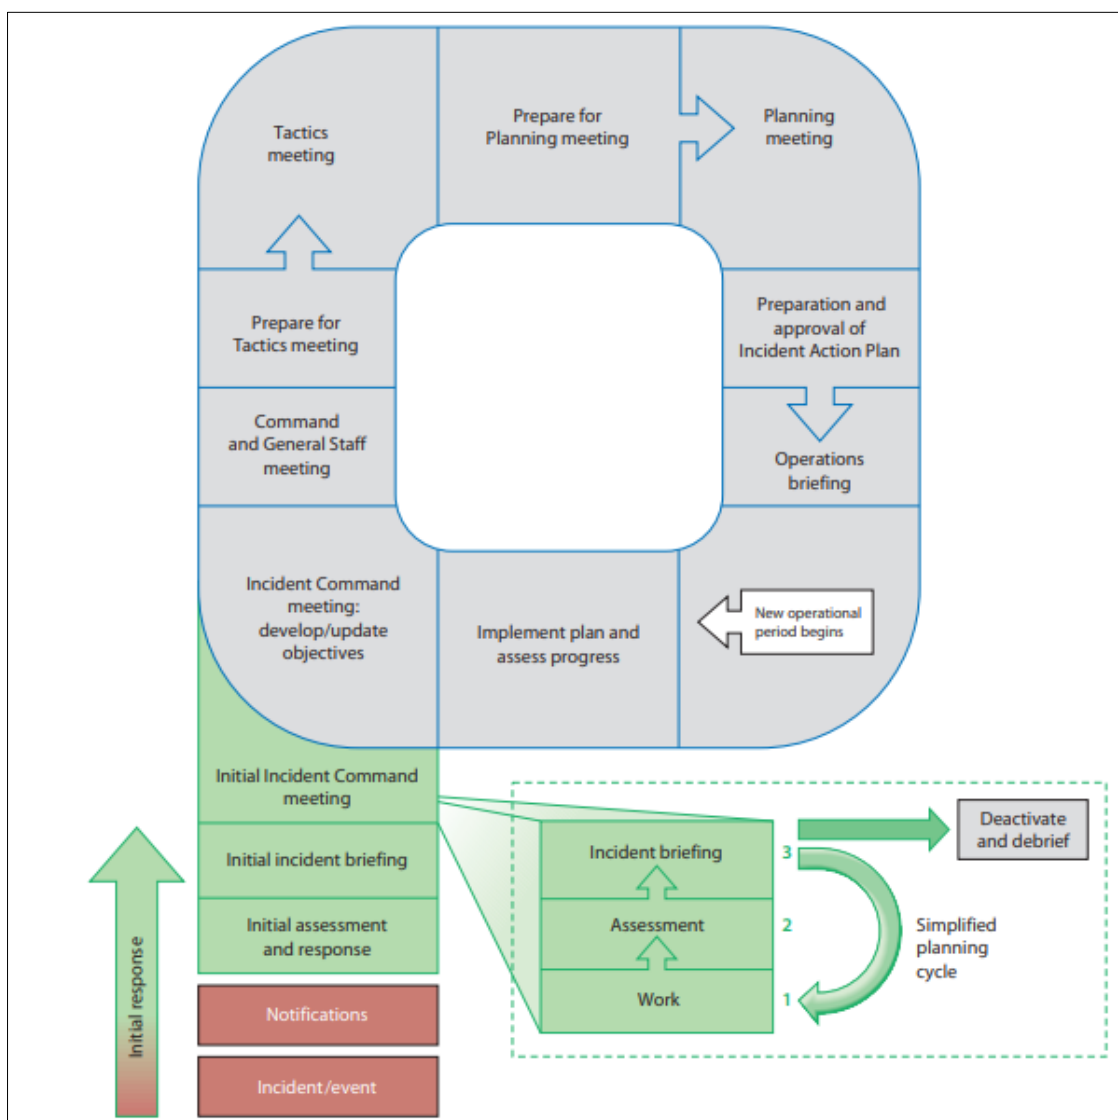 Tactics
meeting
Prepare for
Planning meeting
Planning
meeting
Prepare for
Tactics meeting
Preparation and
approval of
Incident Action Plan
Command
and General Staff
meeting
Operations
briefing
Incident Command
meeting:
develop/update
objectives
Implement plan and
assess progress
New operational
period begins
Initial Incident Command
meeting
Initial incident briefing
Initial assessment
and response
Notifications
Incident/event
Initial response
Incident briefing
3
Assessment
2
Work
1
Deactivate
and debrief
Simplified
planning
cycle